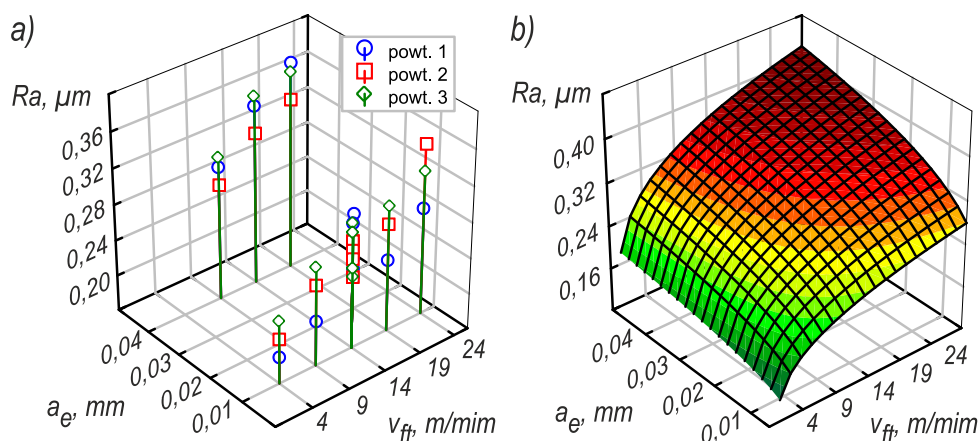 a)
Ra, µm
0,36
0,32
0,28
0,24
0,20
0,04
0,03
0,02
0,01
a_e, mm
4
9
14
19
24
v_ft, m/mim
powt. 1
powt. 2
powt. 3
b)
Ra, µm
0,40
0,32
0,24
0,16
0,04
0,03
0,02
0,01
a_e, mm
4
9
14
19
24
v_ft, m/mim